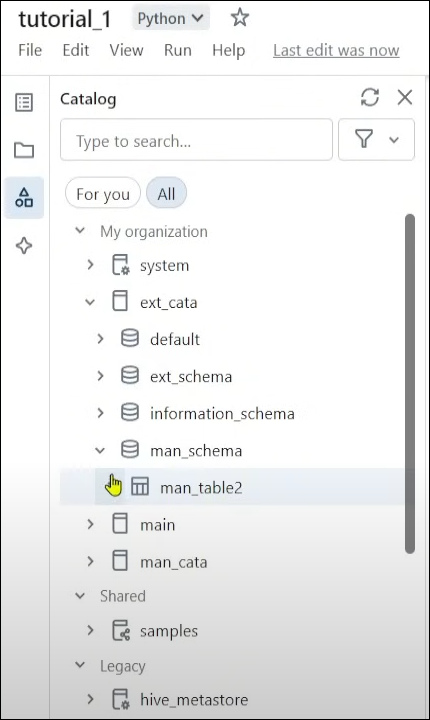 tutorial_1 Python
File Edit View Run Help Last edit was now
Catalog
Type to search...
For you All
My organization
system
ext_cata
default
ext_schema
information_schema
man_schema
man_table2
main
man_cata
Shared
samples
Legacy
hive_metastore